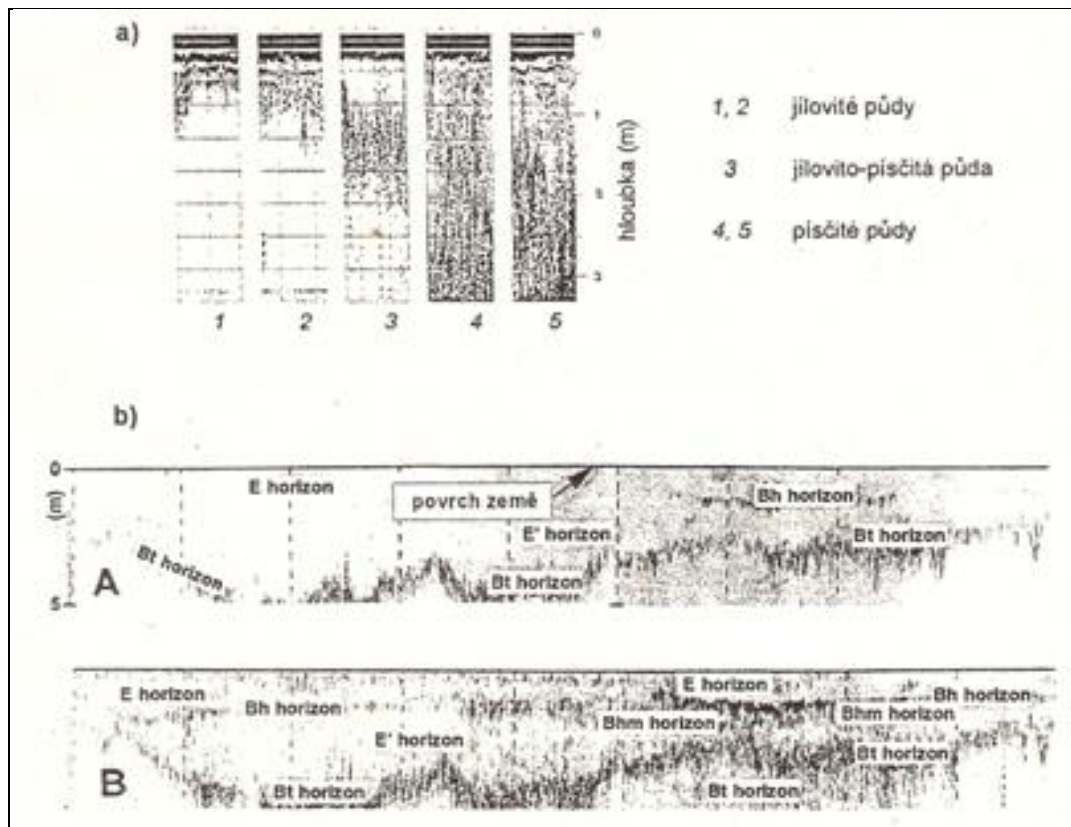 a)
0
1
3
hloubka (m)
1 2 3 4 5
1, 2 jílovité půdy
3 jílovito-písčitá půda
4, 5 písčité půdy
b)
0
(m)
5
A
E horizon
povrch země
Bh horizon
E' horizon
Bt horizon
Bt horizon
Bt horizon
B
E horizon
E horizon
Bh horizon
Bh horizon
Bhm horizon
Bhm horizon
E' horizon
Bt horizon
Bt horizon
Bt horizon